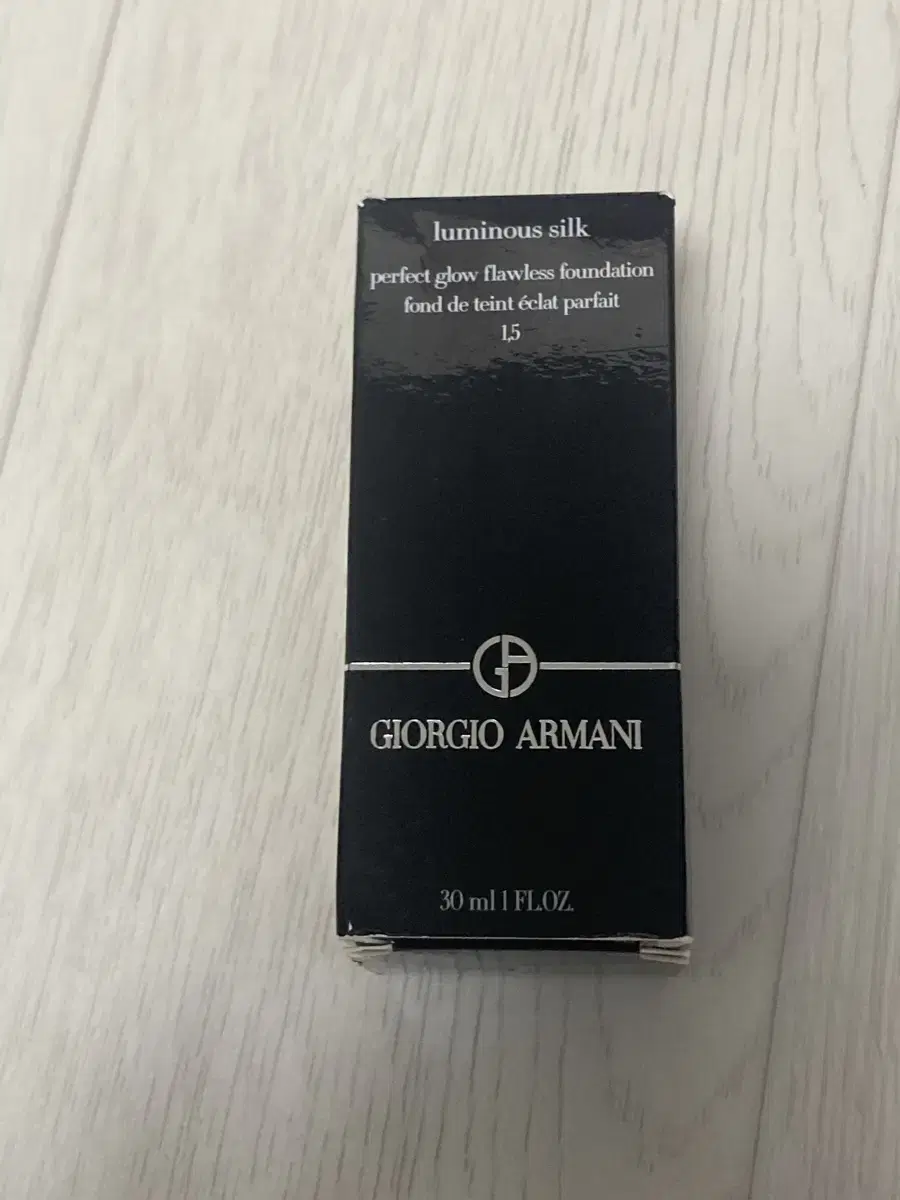 luminous silk
perfect glow flawless foundation
fond de teint éclat parfait
1,5
GA
GIORGIO ARMANI
30 ml 1 FL.OZ.